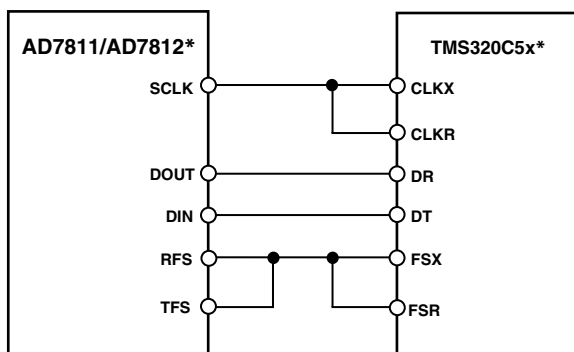 AD7811/AD7812*
TMS320C5x*
SCLK
CLKX
CLKR
DOUT
DR
DIN
DT
RFS
FSX
TFS
FSR